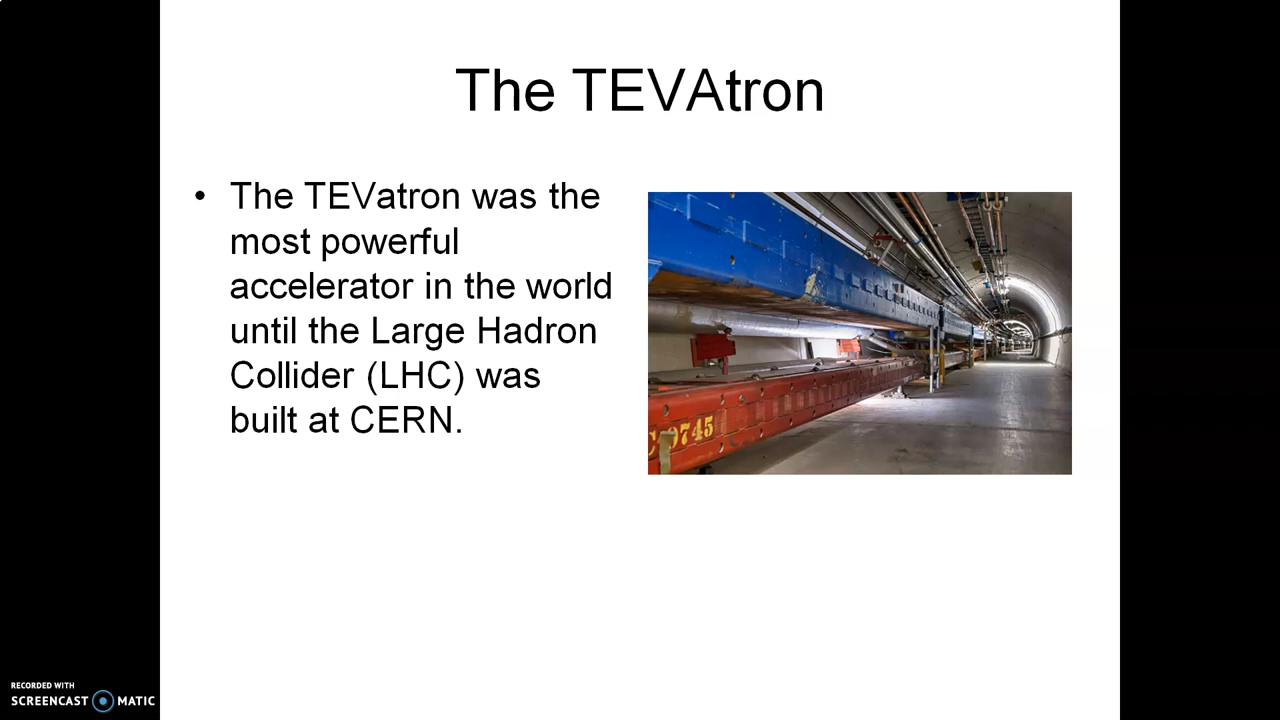 The TEVAtron
• The TEVatron was the
most powerful
accelerator in the world
until the Large Hadron
Collider (LHC) was
built at CERN.
C 9745
RECORDED WITH
SCREENCAST MATIC